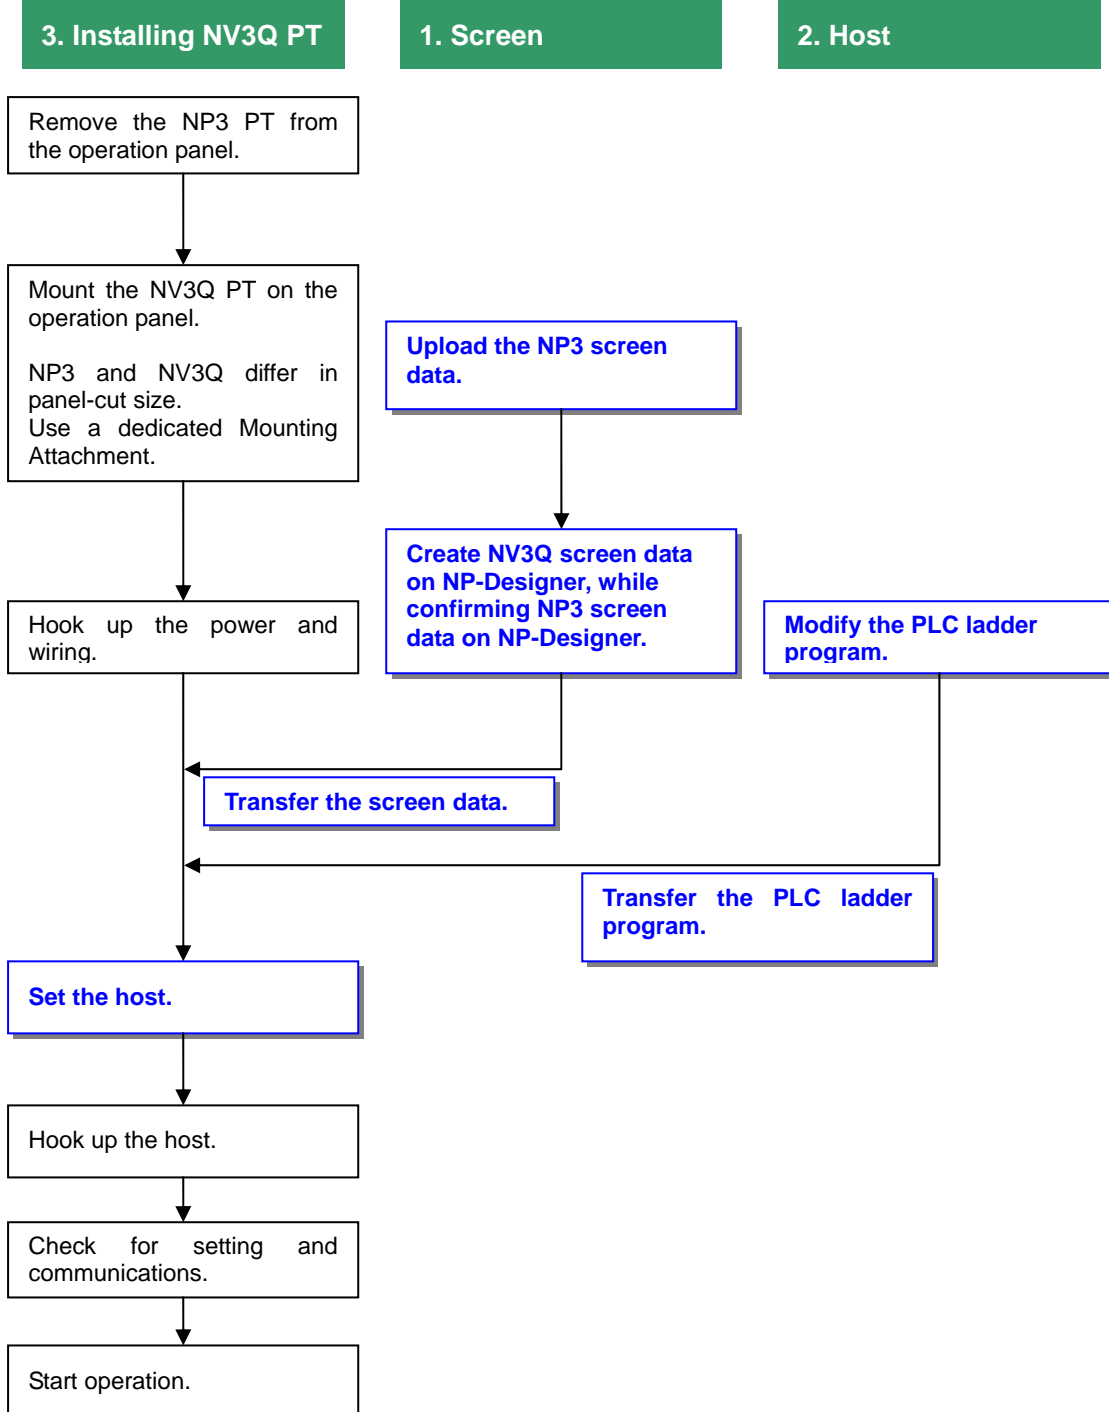 3. Installing NV3Q PT
1. Screen
2. Host
Remove the NP3 PT from
the operation panel.
Mount the NV3Q PT on the
operation panel.
NP3 and NV3Q differ in
panel-cut size.
Use a dedicated Mounting
Attachment.
Upload the NP3 screen
data.
Create NV3Q screen data
on NP-Designer, while
confirming NP3 screen
data on NP-Designer.
Hook up the power and
wiring.
Modify the PLC ladder
program.
Transfer the screen data.
Transfer the PLC ladder
program.
Set the host.
Hook up the host.
Check for setting and
communications.
Start operation.